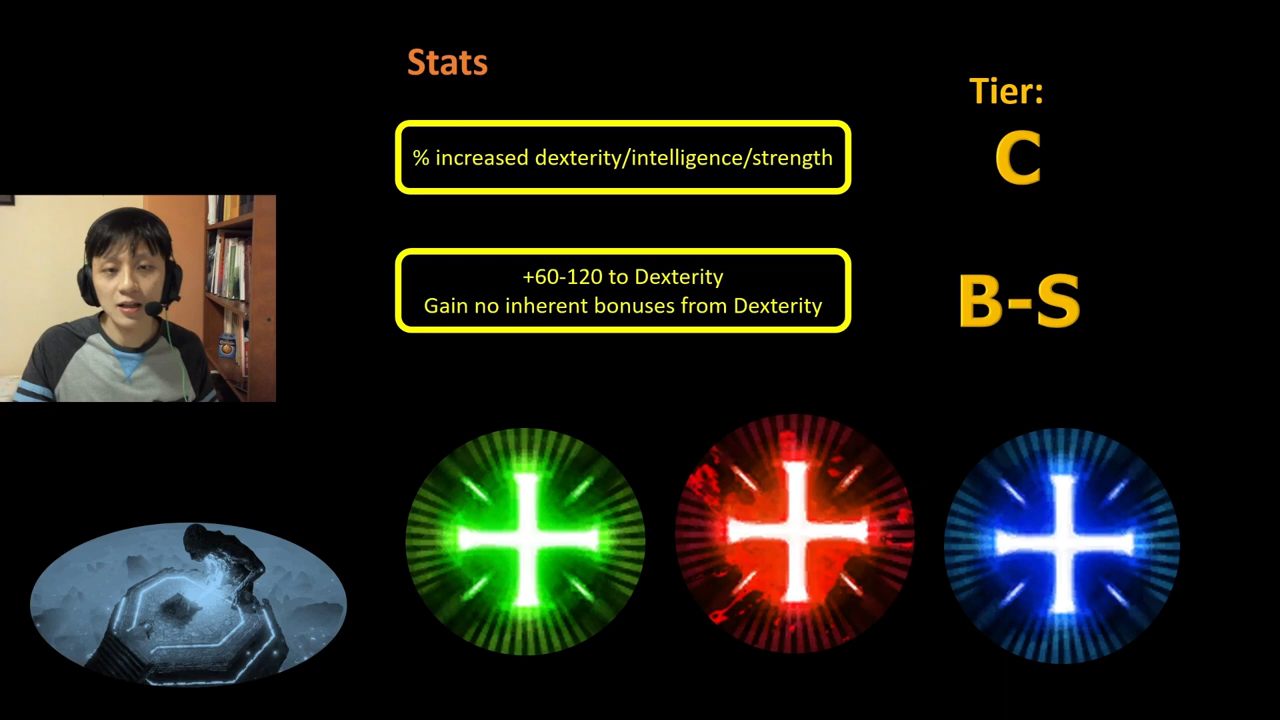 Stats
Tier:
% increased dexterity/intelligence/strength
C
+60-120 to Dexterity
Gain no inherent bonuses from Dexterity
B-S